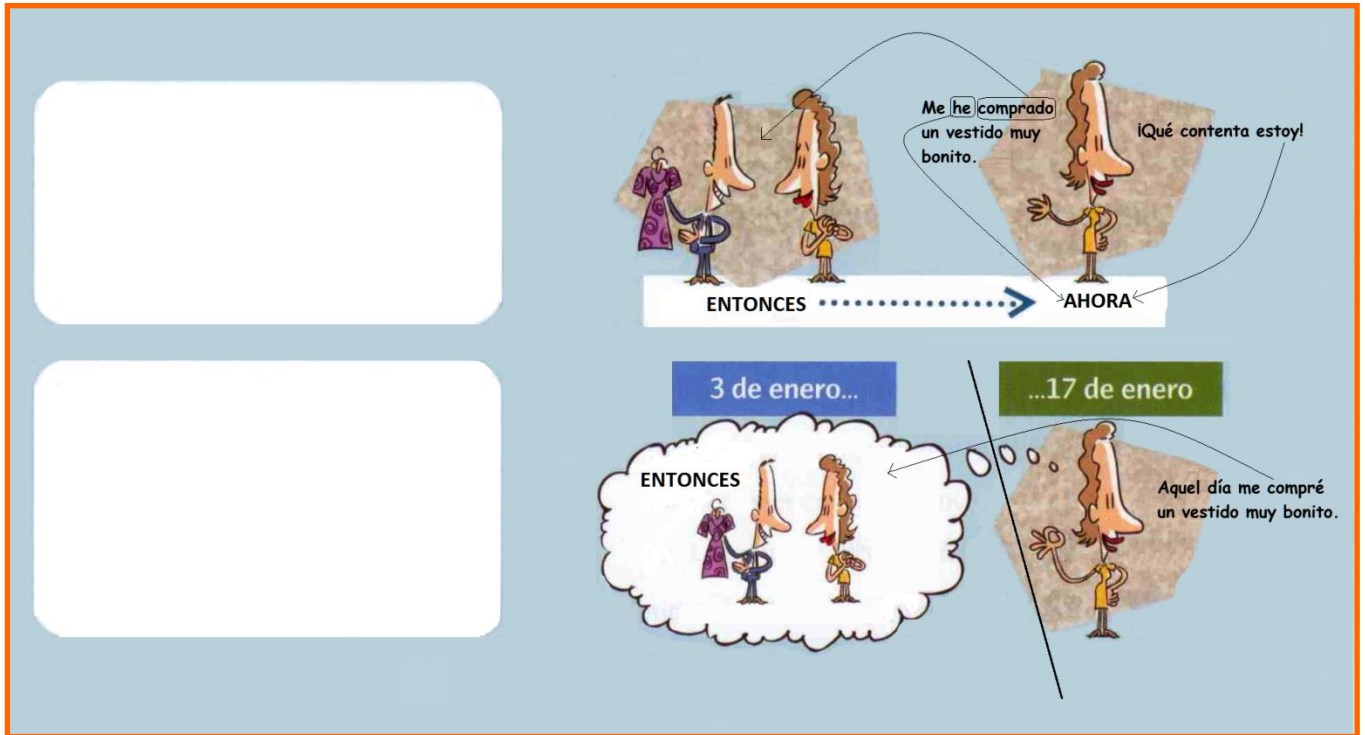 Me he comprado
un vestido muy
bonito.
¡Qué contenta estoy!
ENTONCES
AHORA
3 de enero...
...17 de enero
ENTONCES
Aquel día me compré
un vestido muy bonito.